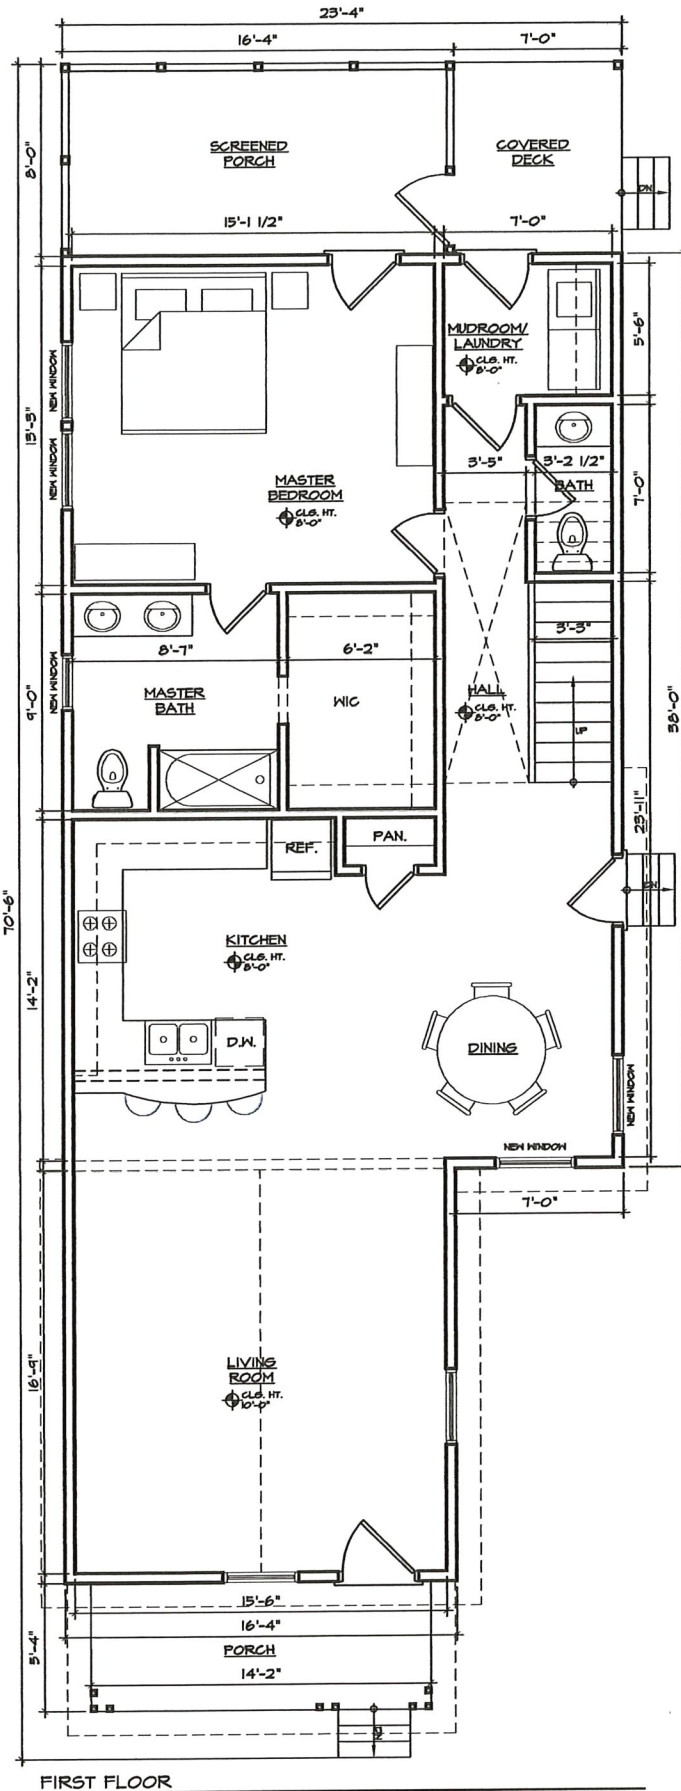 23'-4"
16'-4"
7'-0"
8'-0"
SCREENED
PORCH
COVERED
DECK
DN
15'-1 1/2"
7'-0"
MUDROOM/
LAUNDRY
CLG. HT.
8'-0"
5'-6"
NEW WINDOW
NEW WINDOW
13'-3"
MASTER
BEDROOM
CLG. HT.
8'-0"
3'-5"
3'-2 1/2"
BATH
7'-0"
8'-7"
6'-2"
3'-3"
NEW WINDOW
9'-0"
MASTER
BATH
WIC
HALL
CLG. HT.
8'-0"
UP
38'-0"
23'-11"
REF.
PAN.
DN
70'-6"
14'-2"
KITCHEN
CLG. HT.
8'-0"
D.W.
DINING
NEW WINDOW
NEW WINDOW
7'-0"
16'-9"
LIVING
ROOM
CLG. HT.
10'-0"
15'-6"
16'-4"
5'-4"
PORCH
14'-2"
FIRST FLOOR